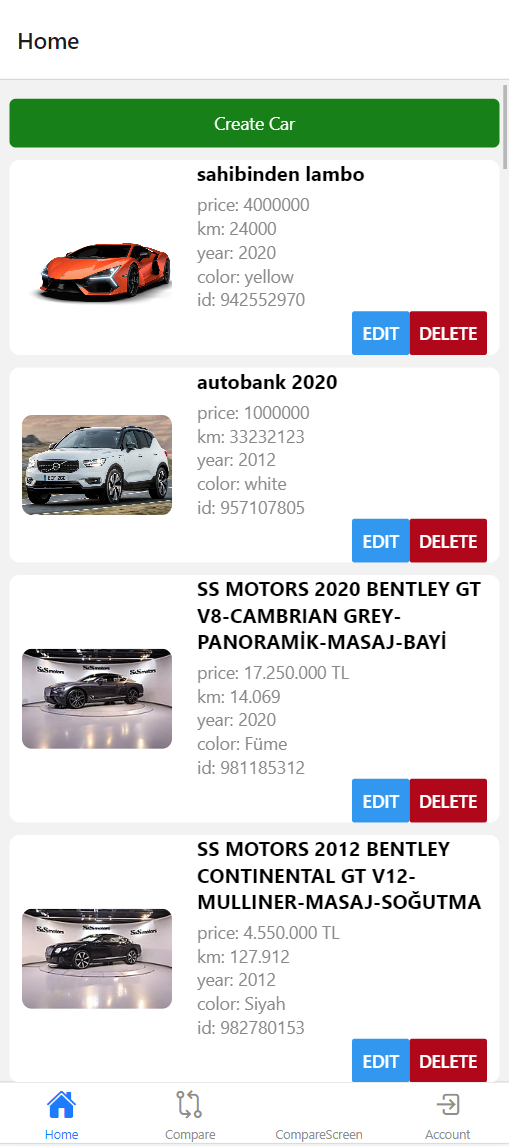 Home
Create Car
sahibinden lambo
price: 4000000
km: 24000
year: 2020
color: yellow
id: 942552970
EDIT DELETE
autobank 2020
price: 1000000
km: 33232123
year: 2012
color: white
id: 957107805
EDIT DELETE
SS MOTORS 2020 BENTLEY GT
V8-CAMBRIAN GREY-
PANORAMİK-MASAJ-BAYİ
price: 17.250.000 TL
km: 14.069
year: 2020
color: Füme
id: 981185312
EDIT DELETE
SS MOTORS 2012 BENTLEY
CONTINENTAL GT V12-
MULLINER-MASAJ-SOĞUTMA
price: 4.550.000 TL
km: 127.912
year: 2012
color: Siyah
id: 982780153
EDIT DELETE
Home Compare CompareScreen Account